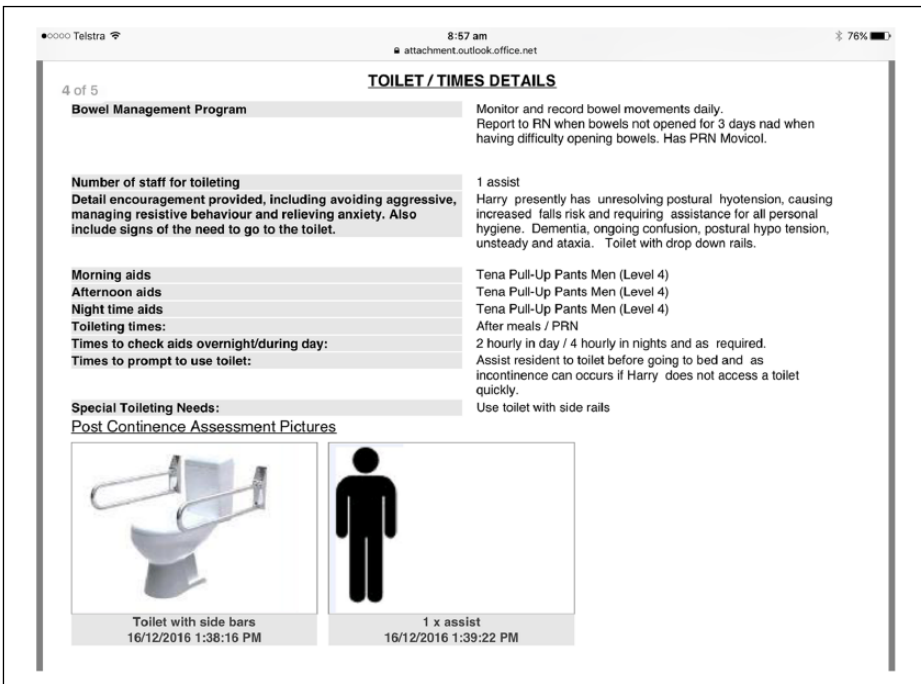 ●○○○○ Telstra 8:57 am 76%
attachment.outlook.office.net
4 of 5
TOILET / TIMES DETAILS
Bowel Management Program Monitor and record bowel movements daily.
Report to RN when bowels not opened for 3 days nad when
having difficulty opening bowels. Has PRN Movicol.
Number of staff for toileting 1 assist
Detail encouragement provided, including avoiding aggressive, Harry presently has unresolving postural hyotension, causing
managing resistive behaviour and relieving anxiety. Also increased falls risk and requiring assistance for all personal
include signs of the need to go to the toilet. hygiene. Dementia, ongoing confusion, postural hypo tension,
unsteady and ataxia. Toilet with drop down rails.
Morning aids Tena Pull-Up Pants Men (Level 4)
Afternoon aids Tena Pull-Up Pants Men (Level 4)
Night time aids Tena Pull-Up Pants Men (Level 4)
Toileting times: After meals / PRN
Times to check aids overnight/during day: 2 hourly in day / 4 hourly in nights and as required.
Times to prompt to use toilet: Assist resident to toilet before going to bed and as
incontinence can occurs if Harry does not access a toilet
quickly.
Special Toileting Needs: Use toilet with side rails
Post Continence Assessment Pictures
Toilet with side bars 1 x assist
16/12/2016 1:38:16 PM 16/12/2016 1:39:22 PM